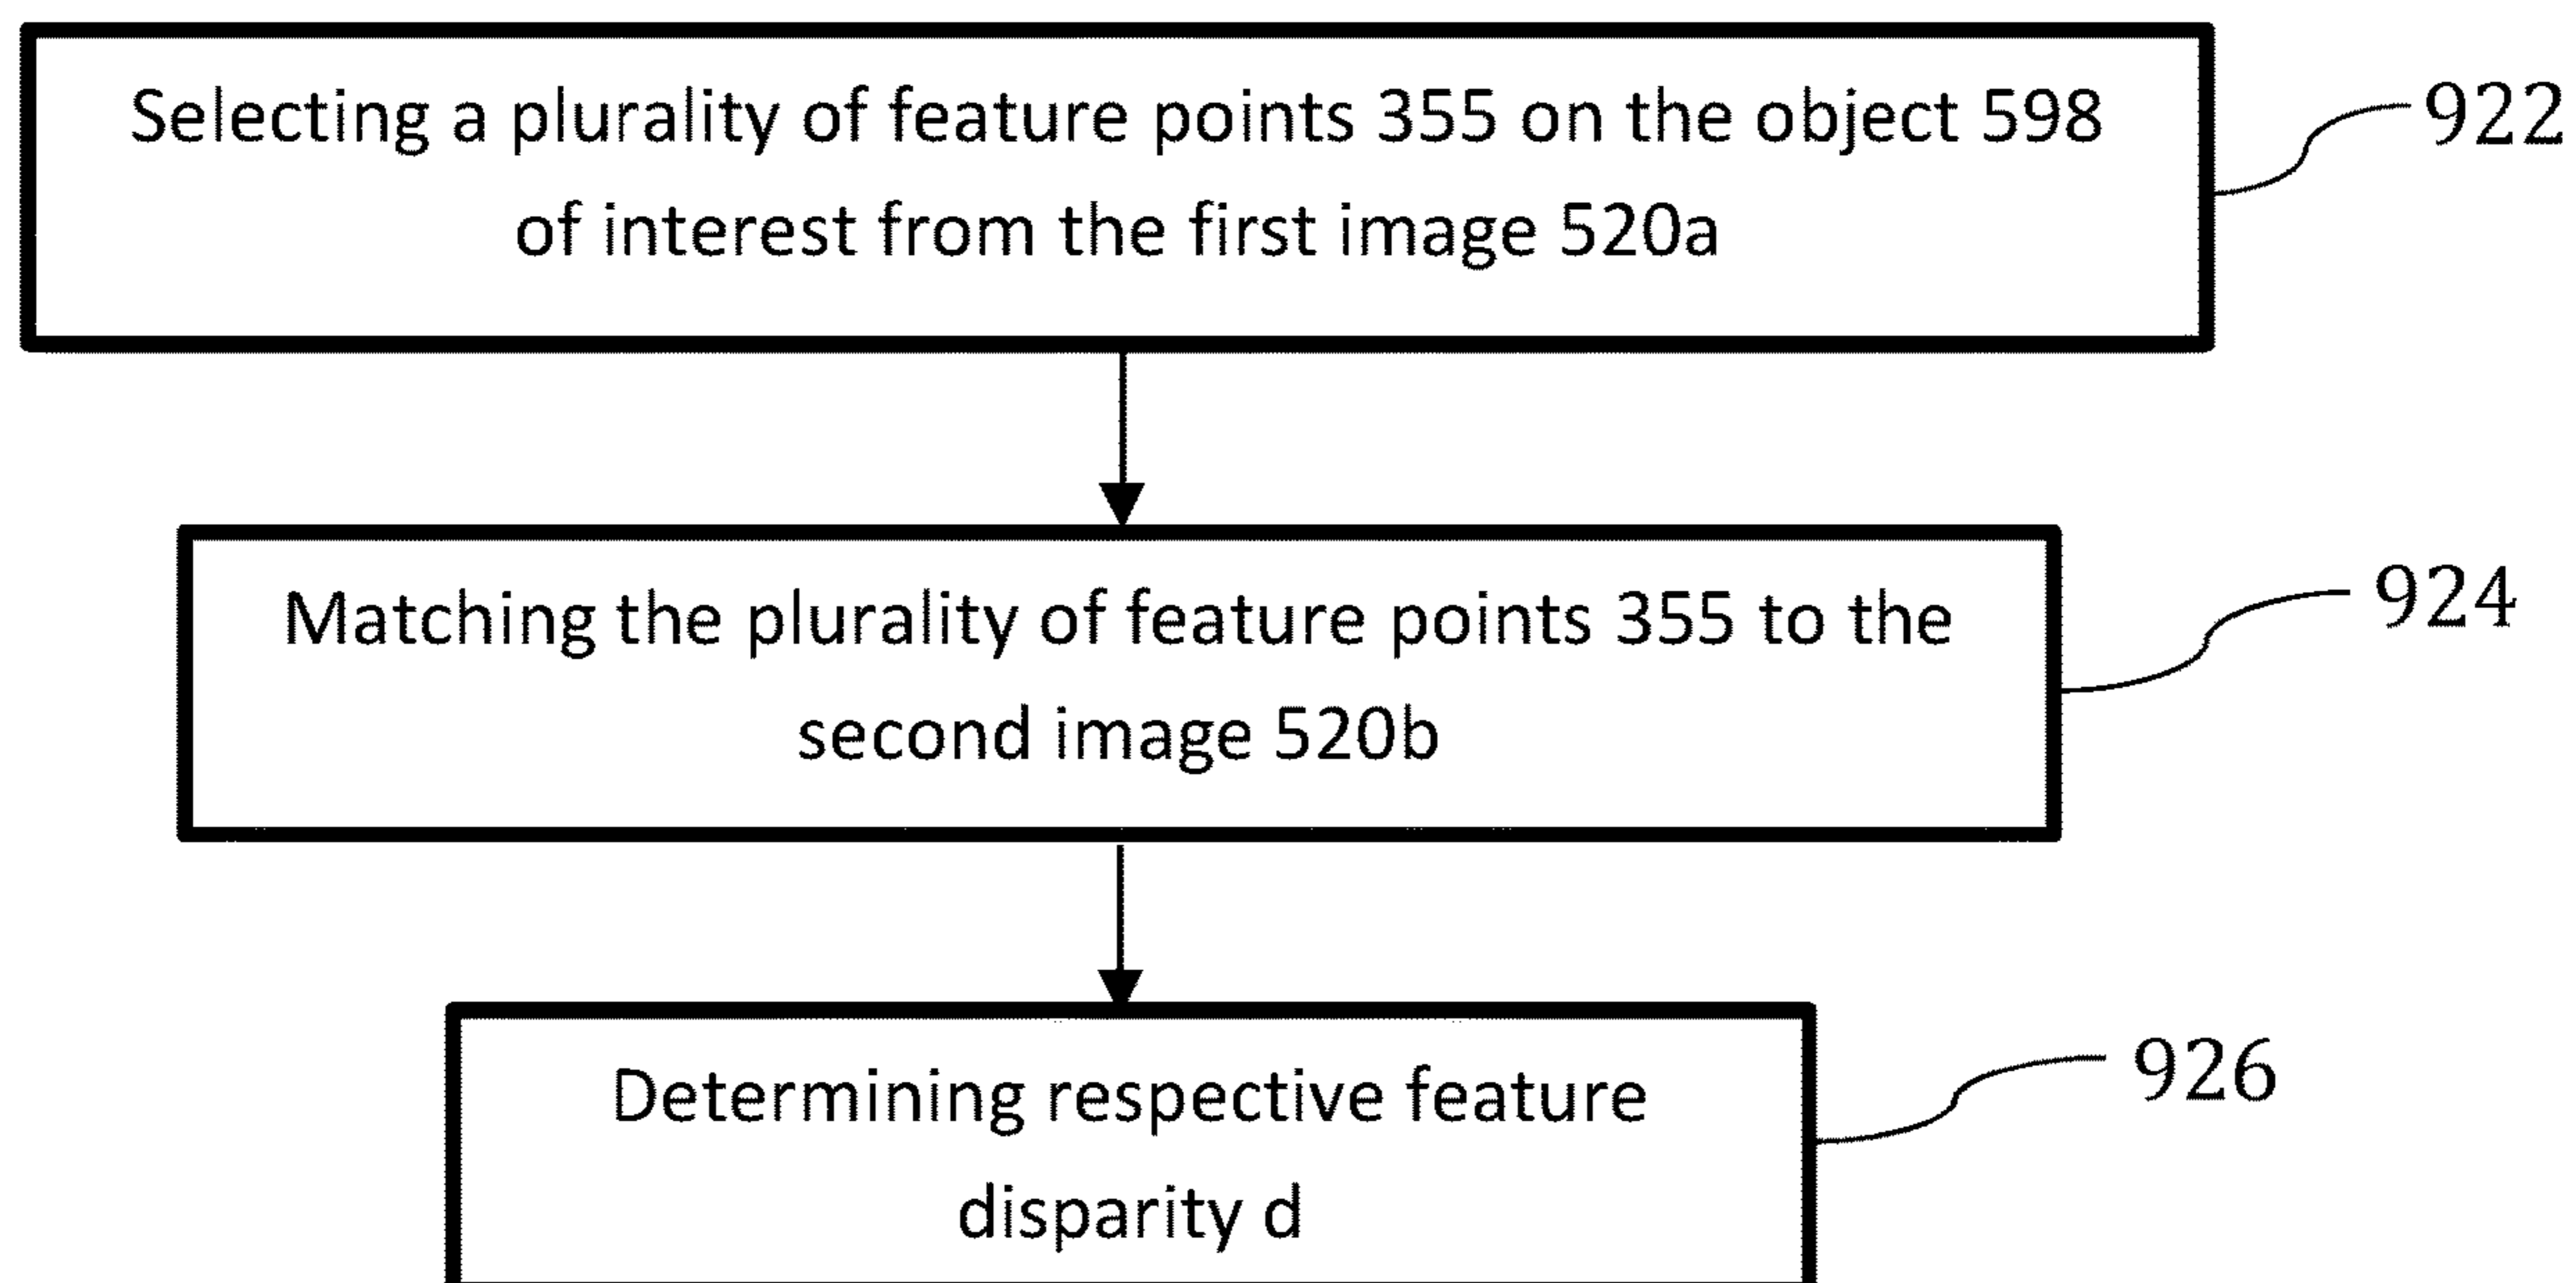 Selecting a plurality of feature points 355 on the object 598
of interest from the first image 520a
922
Matching the plurality of feature points 355 to the
second image 520b
924
Determining respective feature
disparity d
926